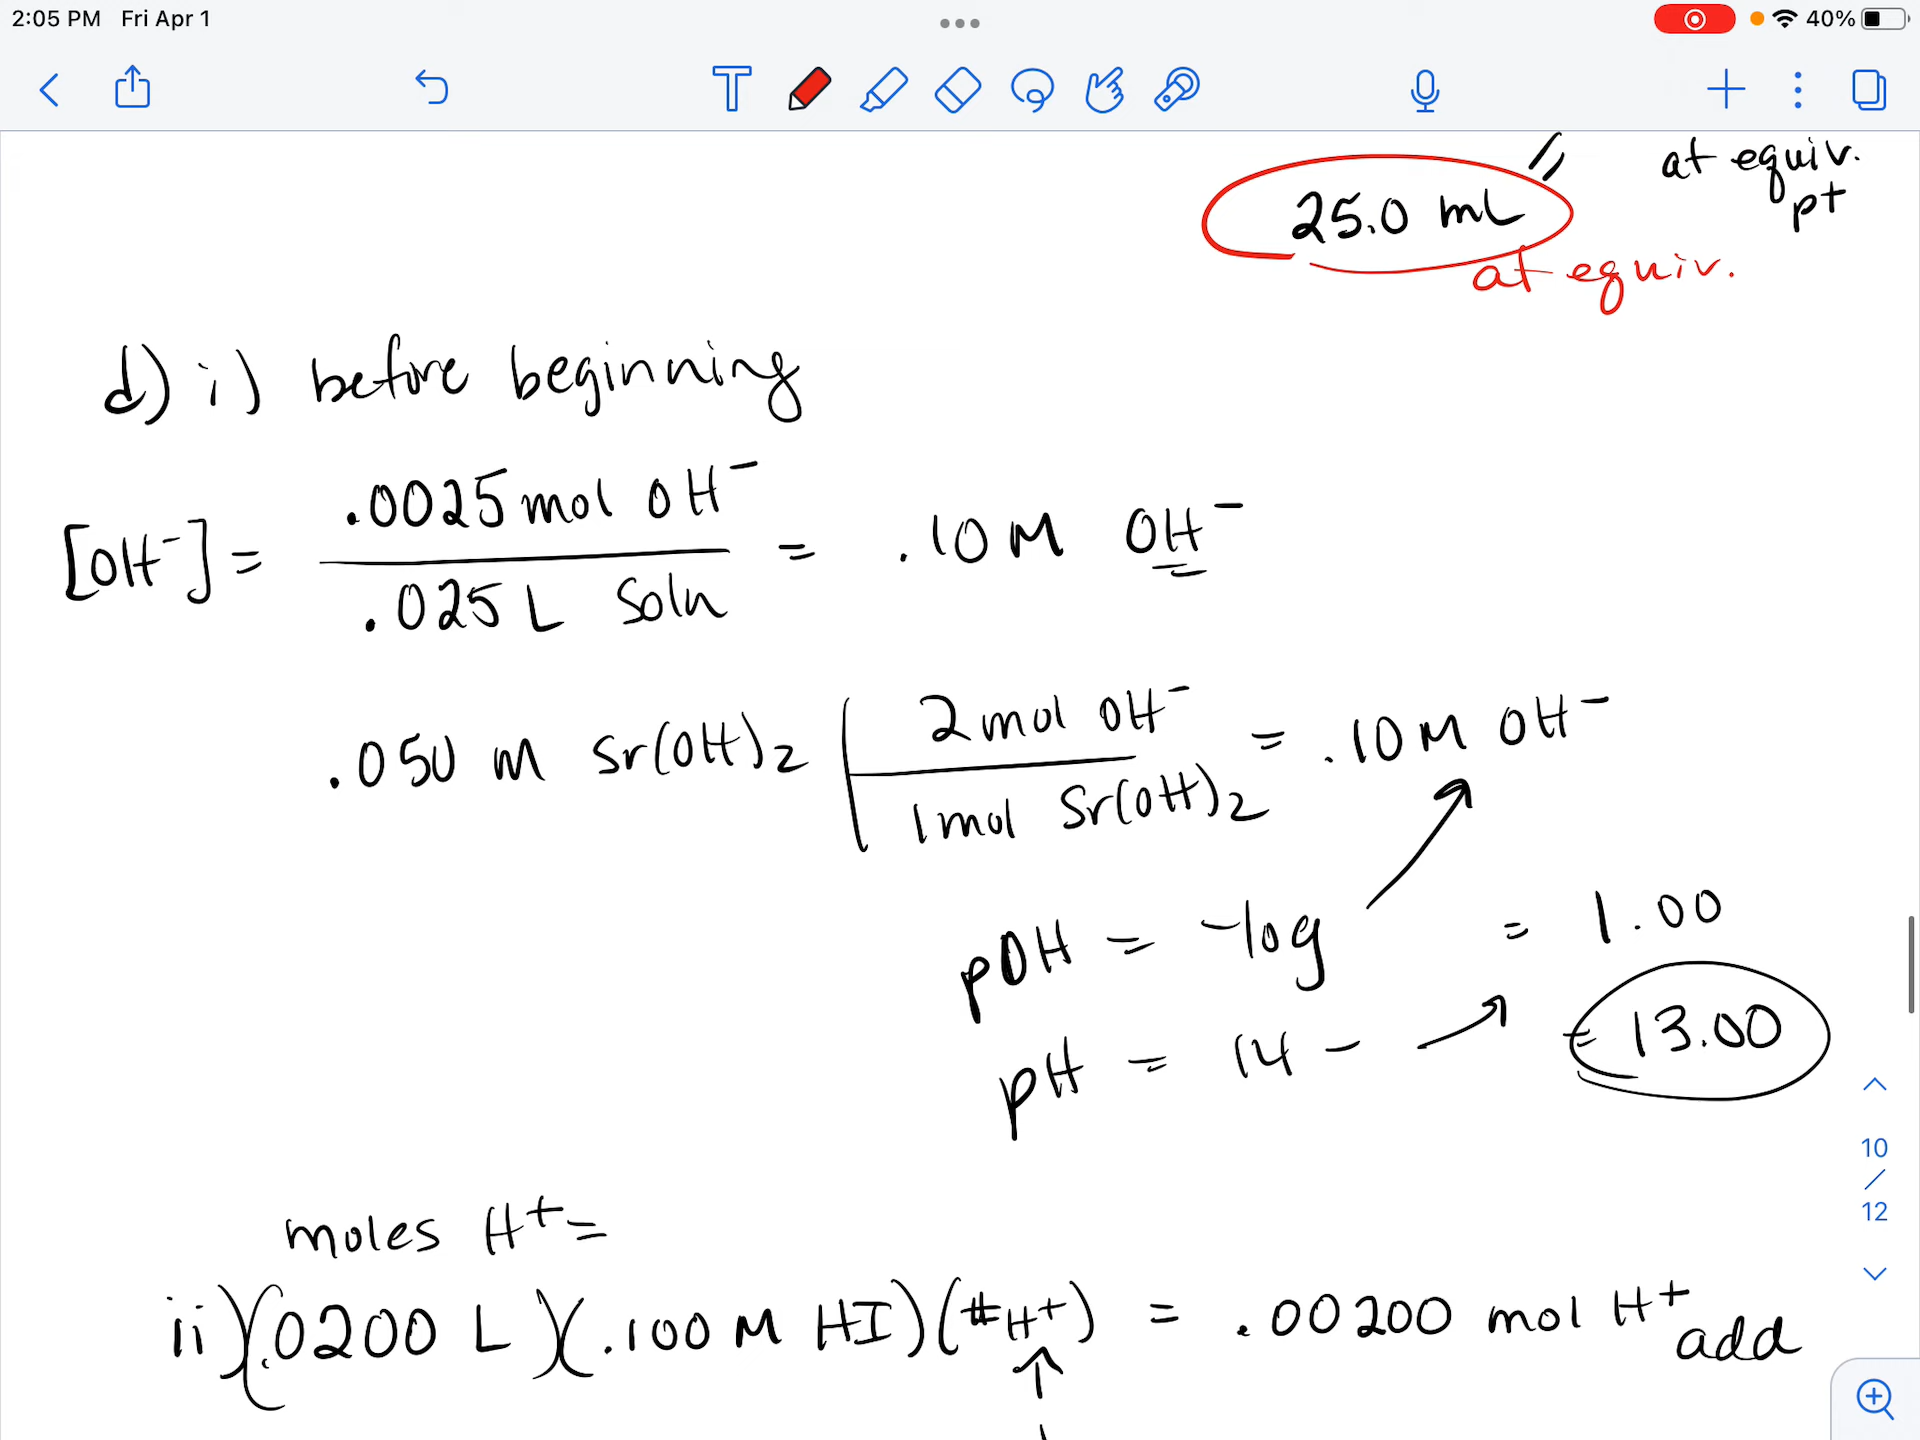 2:05 PM Fri Apr 1
40%
25.0 mL
at equiv.
pt
at equiv.
d) i) before beginning
[OH⁻] = .0025 mol OH⁻ / .025 L soln = .10 M OH⁻
.050 M Sr(OH)₂ | 2 mol OH⁻ / 1 mol Sr(OH)₂ = .10 M OH⁻
pOH = -log = 1.00
pH = 14 - = 13.00
10
/
12
moles H⁺ =
ii) (.0200 L)(.100 M HI)(#H⁺) = .00200 mol H⁺
add